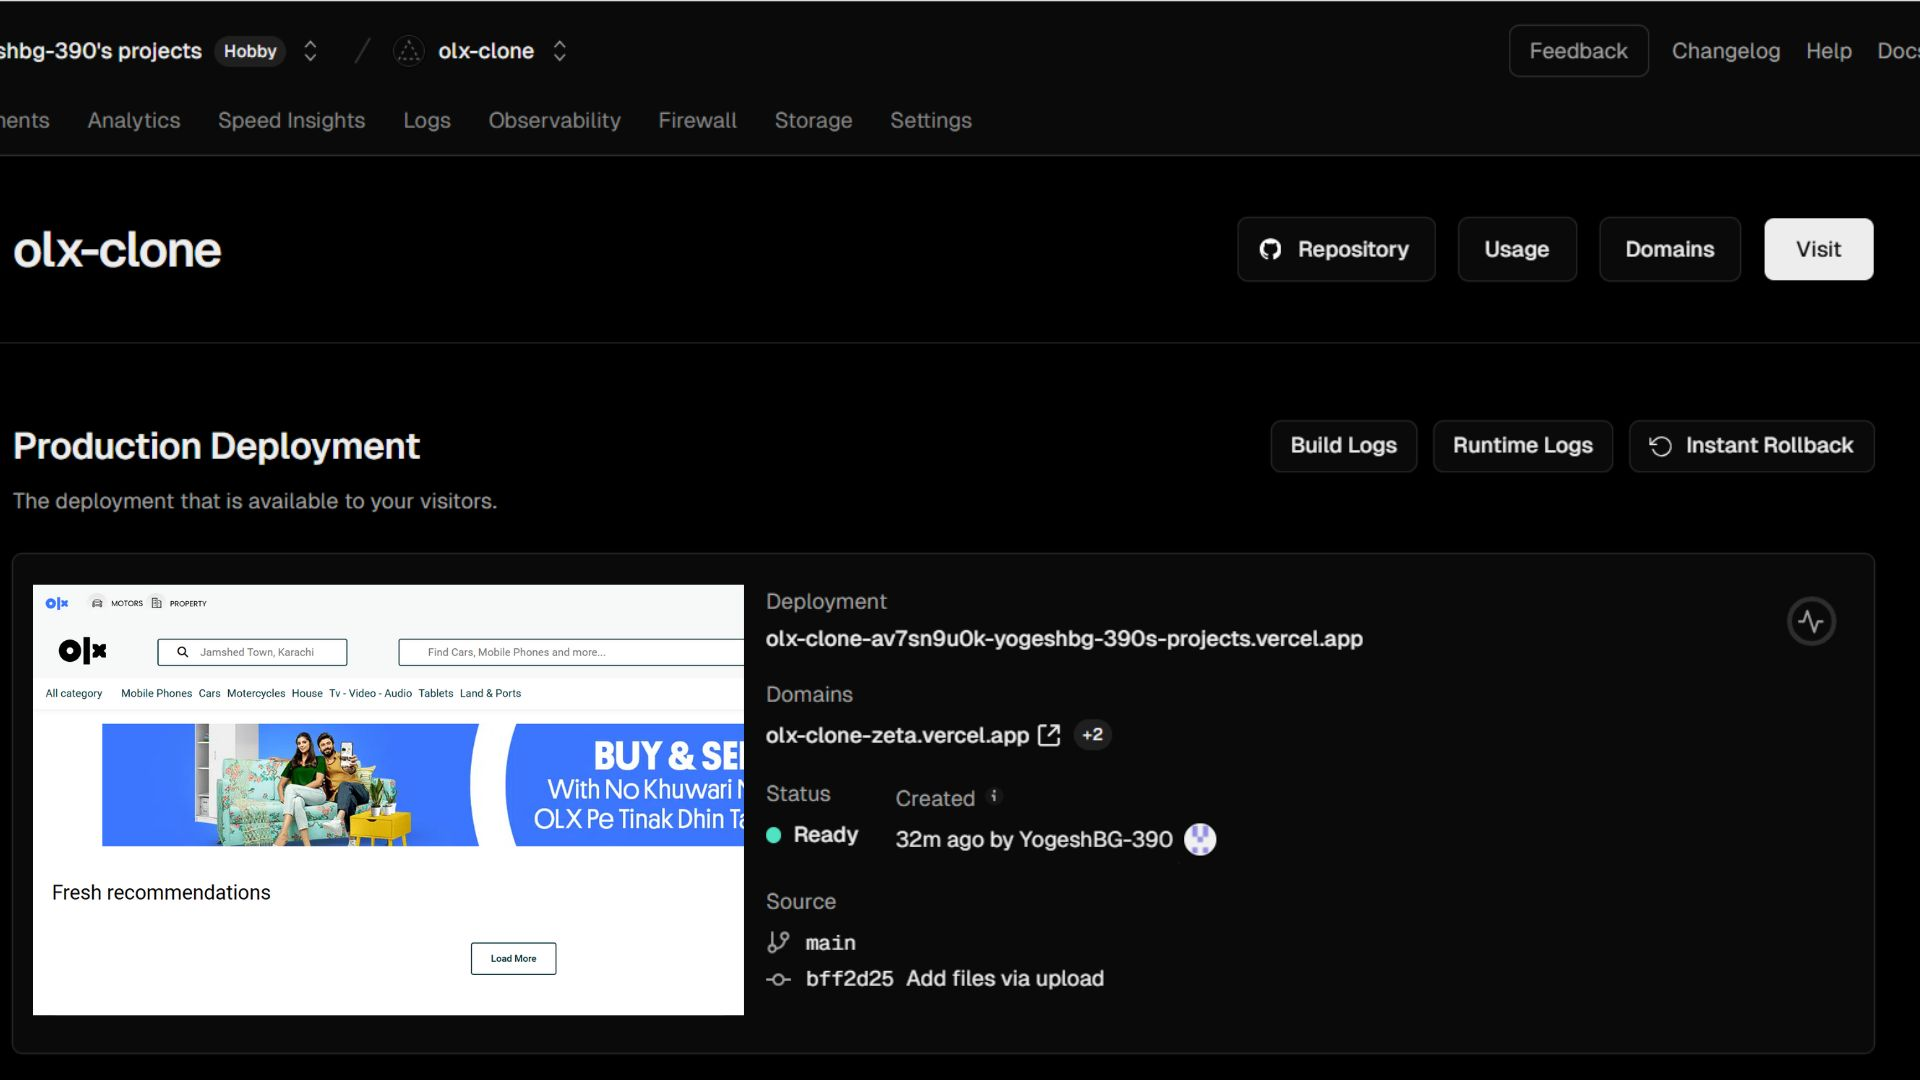 shbg-390's projects Hobby / olx-clone
Feedback Changelog Help Docs
ments Analytics Speed Insights Logs Observability Firewall Storage Settings
olx-clone
Repository Usage Domains Visit
Production Deployment
Build Logs Runtime Logs Instant Rollback
The deployment that is available to your visitors.
olx MOTORS PROPERTY
olx Jamshed Town, Karachi Find Cars, Mobile Phones and more...
All category Mobile Phones Cars Motercycles House Tv - Video - Audio Tablets Land & Ports
BUY & SE
With No Khuwari
OLX Pe Tinak Dhin Ta
Fresh recommendations
Load More
Deployment
olx-clone-av7sn9u0k-yogeshbg-390s-projects.vercel.app
Domains
olx-clone-zeta.vercel.app +2
Status Created
Ready 32m ago by YogeshBG-390
Source
main
bff2d25 Add files via upload